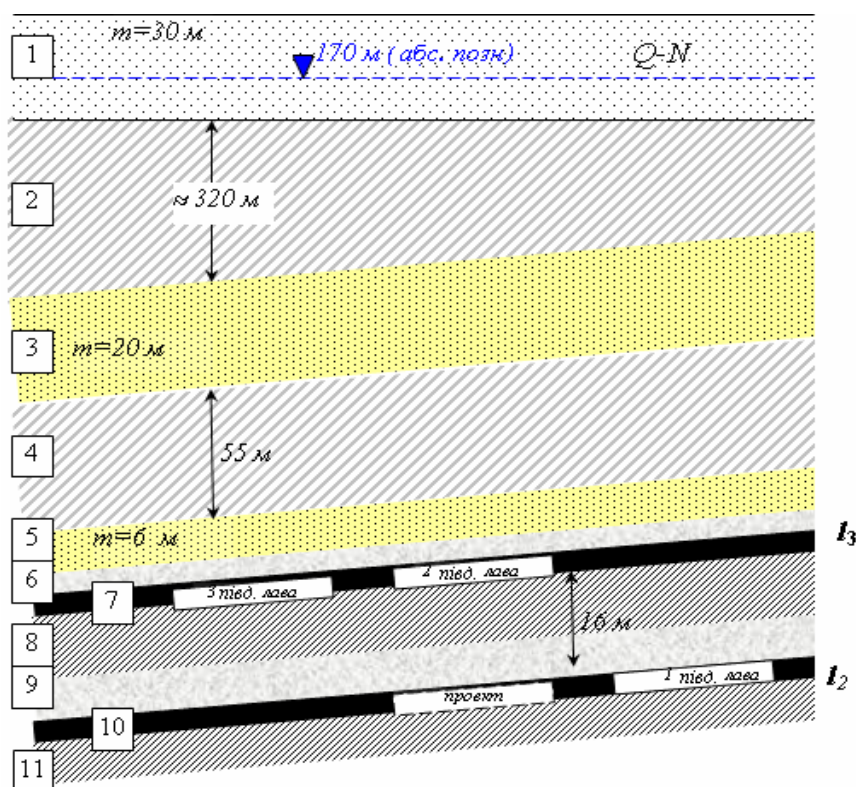 m=30 м
1
170 м ( абс. позн)
Q-N
2
≈ 320 м
3
m=20 м
4
55 м
5
m=6 м
l₃
6
2 півд. лава
3 півд. лава
7
8
16 м
9
1 півд. лава
l₂
проект
10
11